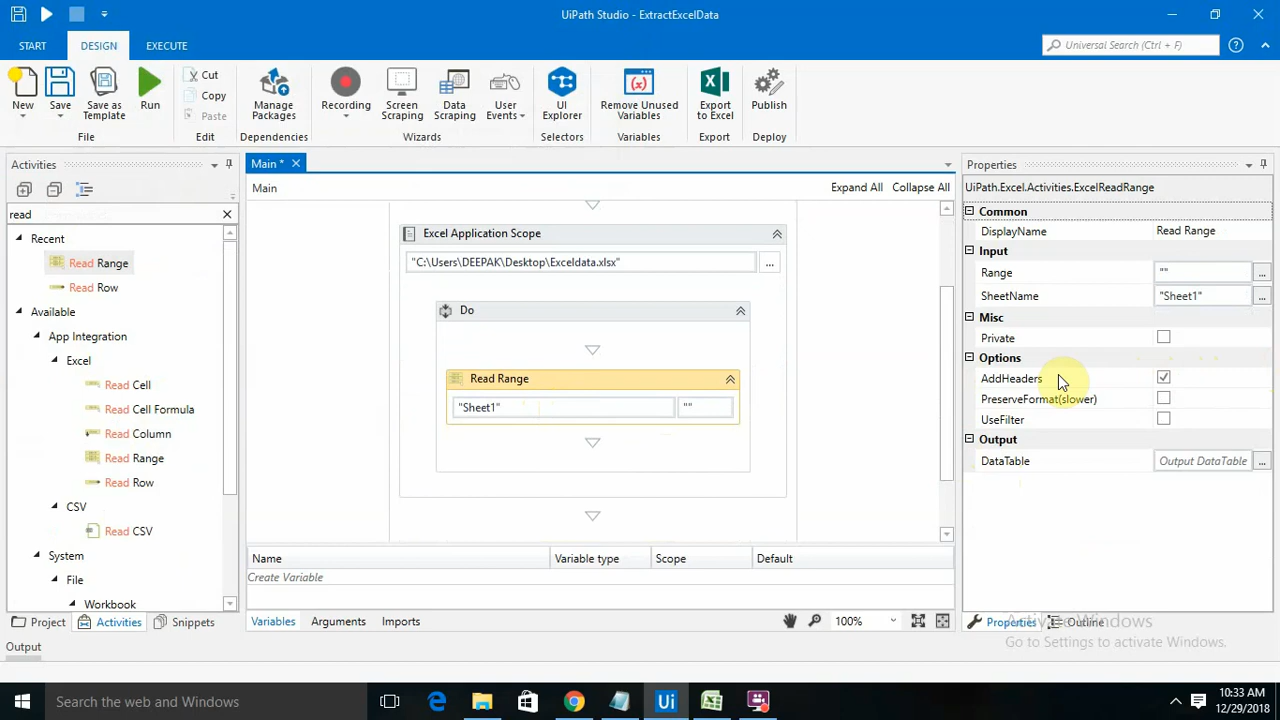 UiPath Studio - ExtractExcelData
START DESIGN EXECUTE
Universal Search (Ctrl + F)
New
Save
Save as Template
Run
File
Cut
Copy
Paste
Edit
Manage Packages
Dependencies
Recording
Screen Scraping
Data Scraping
User Events
Wizards
UI Explorer
Selectors
Remove Unused Variables
Variables
Export to Excel
Export
Publish
Deploy
Activities
read
Recent
Read Range
Read Row
Available
App Integration
Excel
Read Cell
Read Cell Formula
Read Column
Read Range
Read Row
CSV
Read CSV
System
File
Workbook
Project Activities Snippets
Main *
Main
Expand All Collapse All
Excel Application Scope
"C:\Users\DEEPAK\Desktop\Exceldata.xlsx" ...
Do
Read Range
"Sheet1" ""
Name Variable type Scope Default
Create Variable
Variables Arguments Imports
100%
Properties
UiPath.Excel.Activities.ExcelReadRange
Common
DisplayName Read Range
Input
Range "" ...
SheetName "Sheet1" ...
Misc
Private
Options
AddHeaders
PreserveFormat(slower)
UseFilter
Output
DataTable Output DataTable ...
Properties Outline
Activate Windows
Go to Settings to activate Windows.
Output
Search the web and Windows
Ui
10:33 AM
12/29/2018